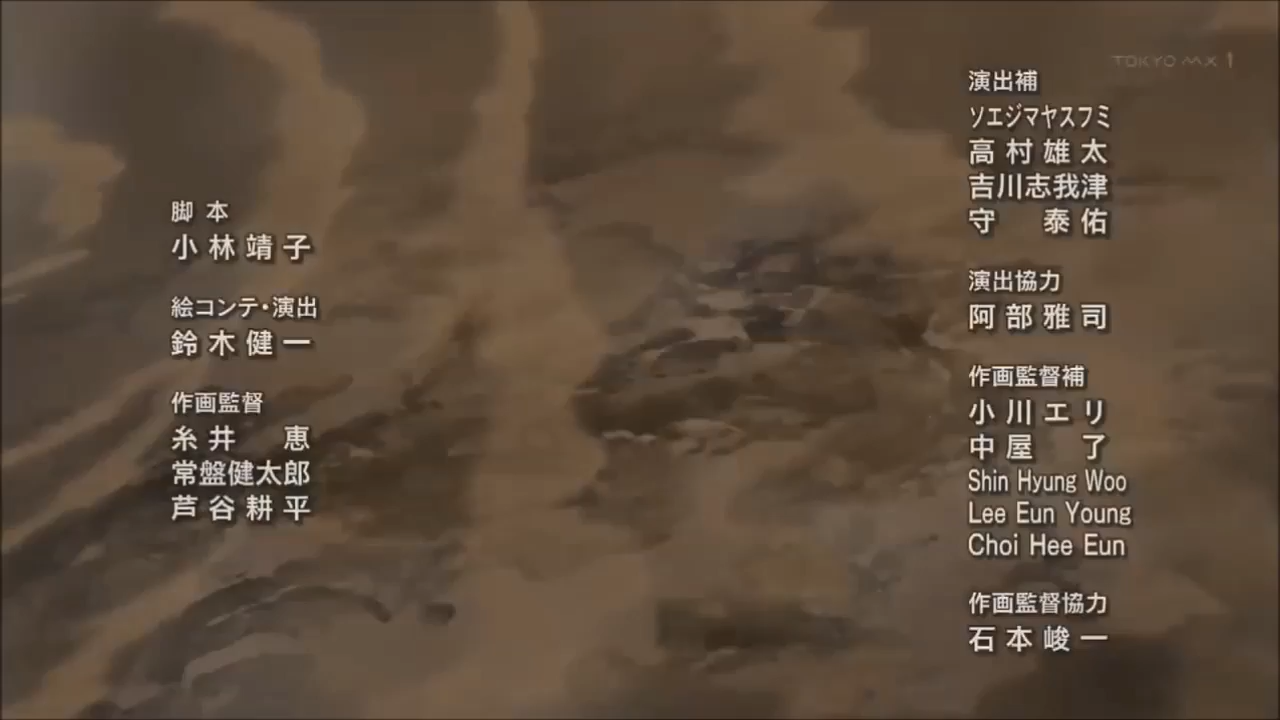 TOKYO MX 1
脚本
小林靖子
絵コンテ・演出
鈴木健一
作画監督
糸井 恵
常盤健太郎
芦谷耕平
演出補
ソエジマヤスフミ
高村雄太
吉川志我津
守 泰佑
演出協力
阿部雅司
作画監督補
小川エリ
中屋 了
Shin Hyung Woo
Lee Eun Young
Choi Hee Eun
作画監督協力
石本峻一